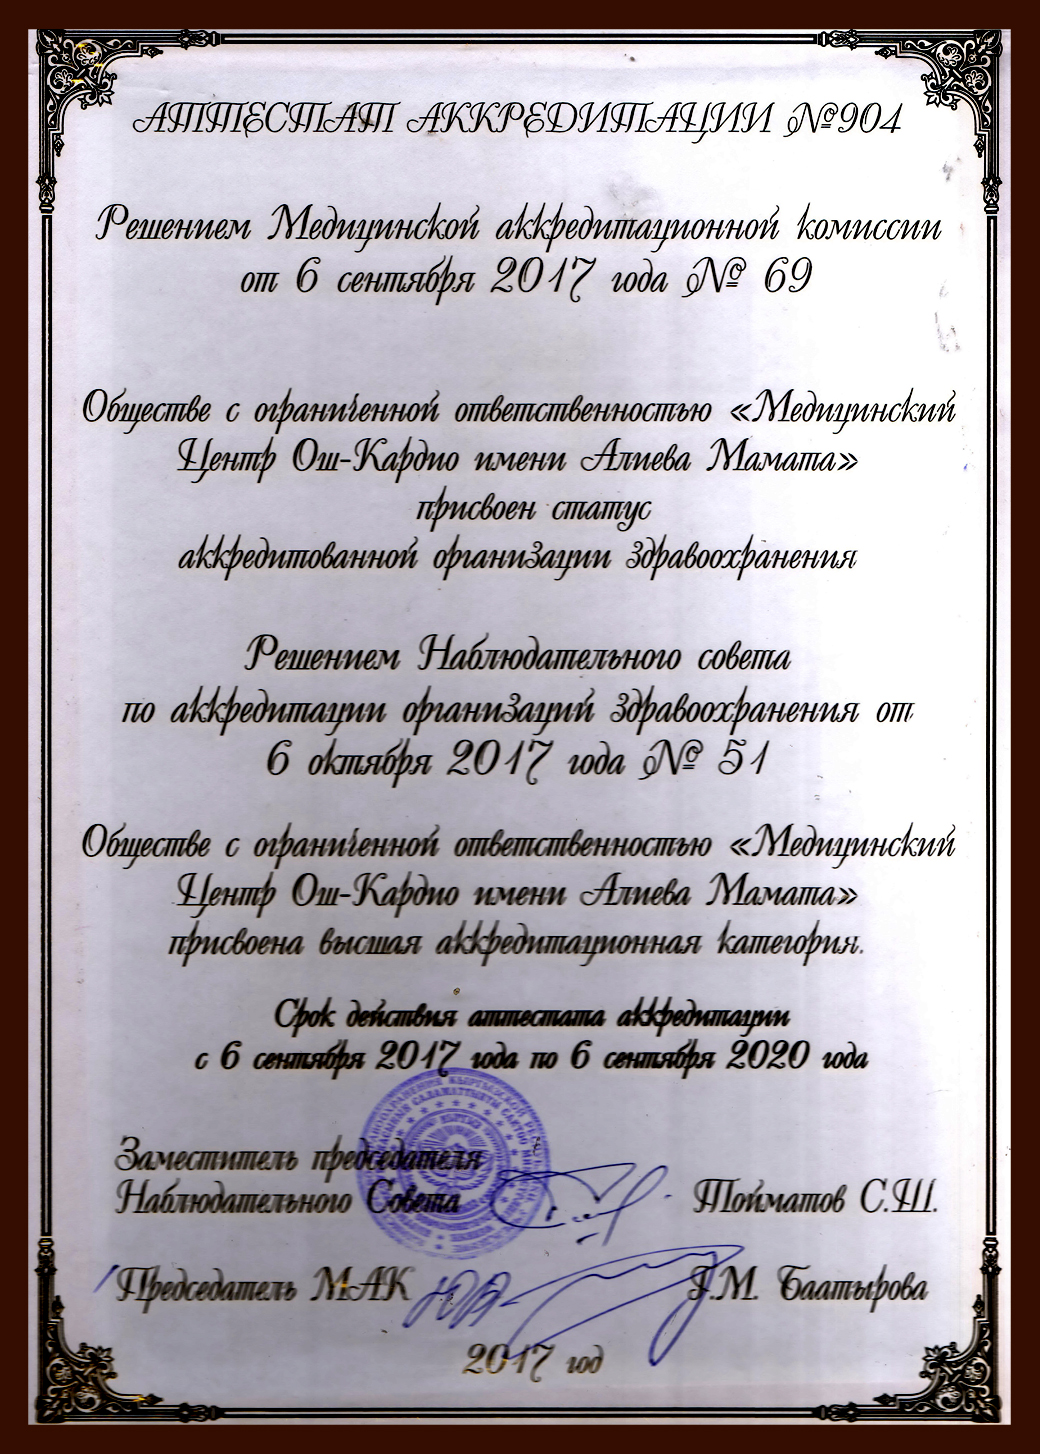 АТТЕСТАТ АККРЕДИТАЦИИ №904
Решением Медицинской аккредитационной комиссии
от 6 сентября 2017 года № 69
Обществе с ограниченной ответственностью «Медицинский
Центр Ош-Кардио имени Алиева Мамата»
присвоен статус
аккредитованной организации здравоохранения
Решением Наблюдательного совета
по аккредитации организаций здравоохранения от
6 октября 2017 года № 51
Обществе с ограниченной ответственностью «Медицинский
Центр Ош-Кардио имени Алиева Мамата»
присвоена высшая аккредитационная категория.
Срок действия аттестата аккредитации
с 6 сентября 2017 года по 6 сентября 2020 года
Заместитель председателя
Наблюдательного Совета Тойматов С.Ш.
Председатель МАК Г.М. Баатырова
2017 год